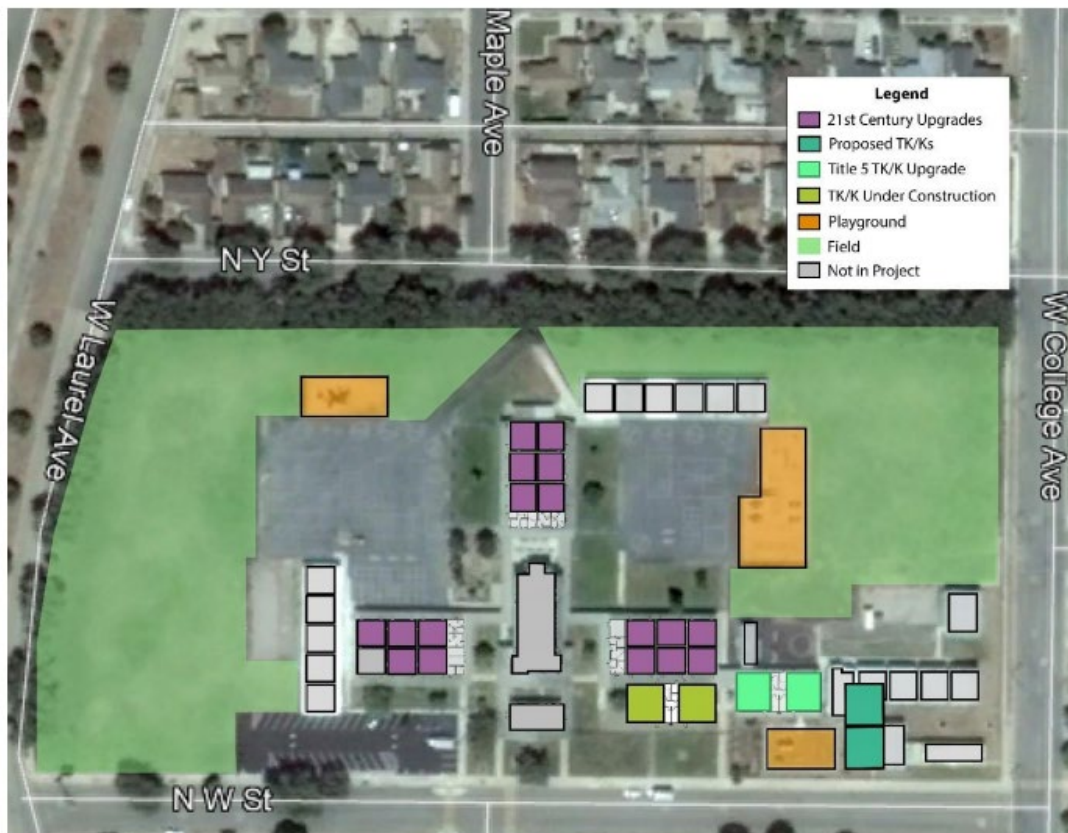 Maple Ave
Legend
21st Century Upgrades
Proposed TK/Ks
Title 5 TK/K Upgrade
TK/K Under Construction
Playground
Field
Not in Project
N Y St
W Laurel Ave
W College Ave
N W St